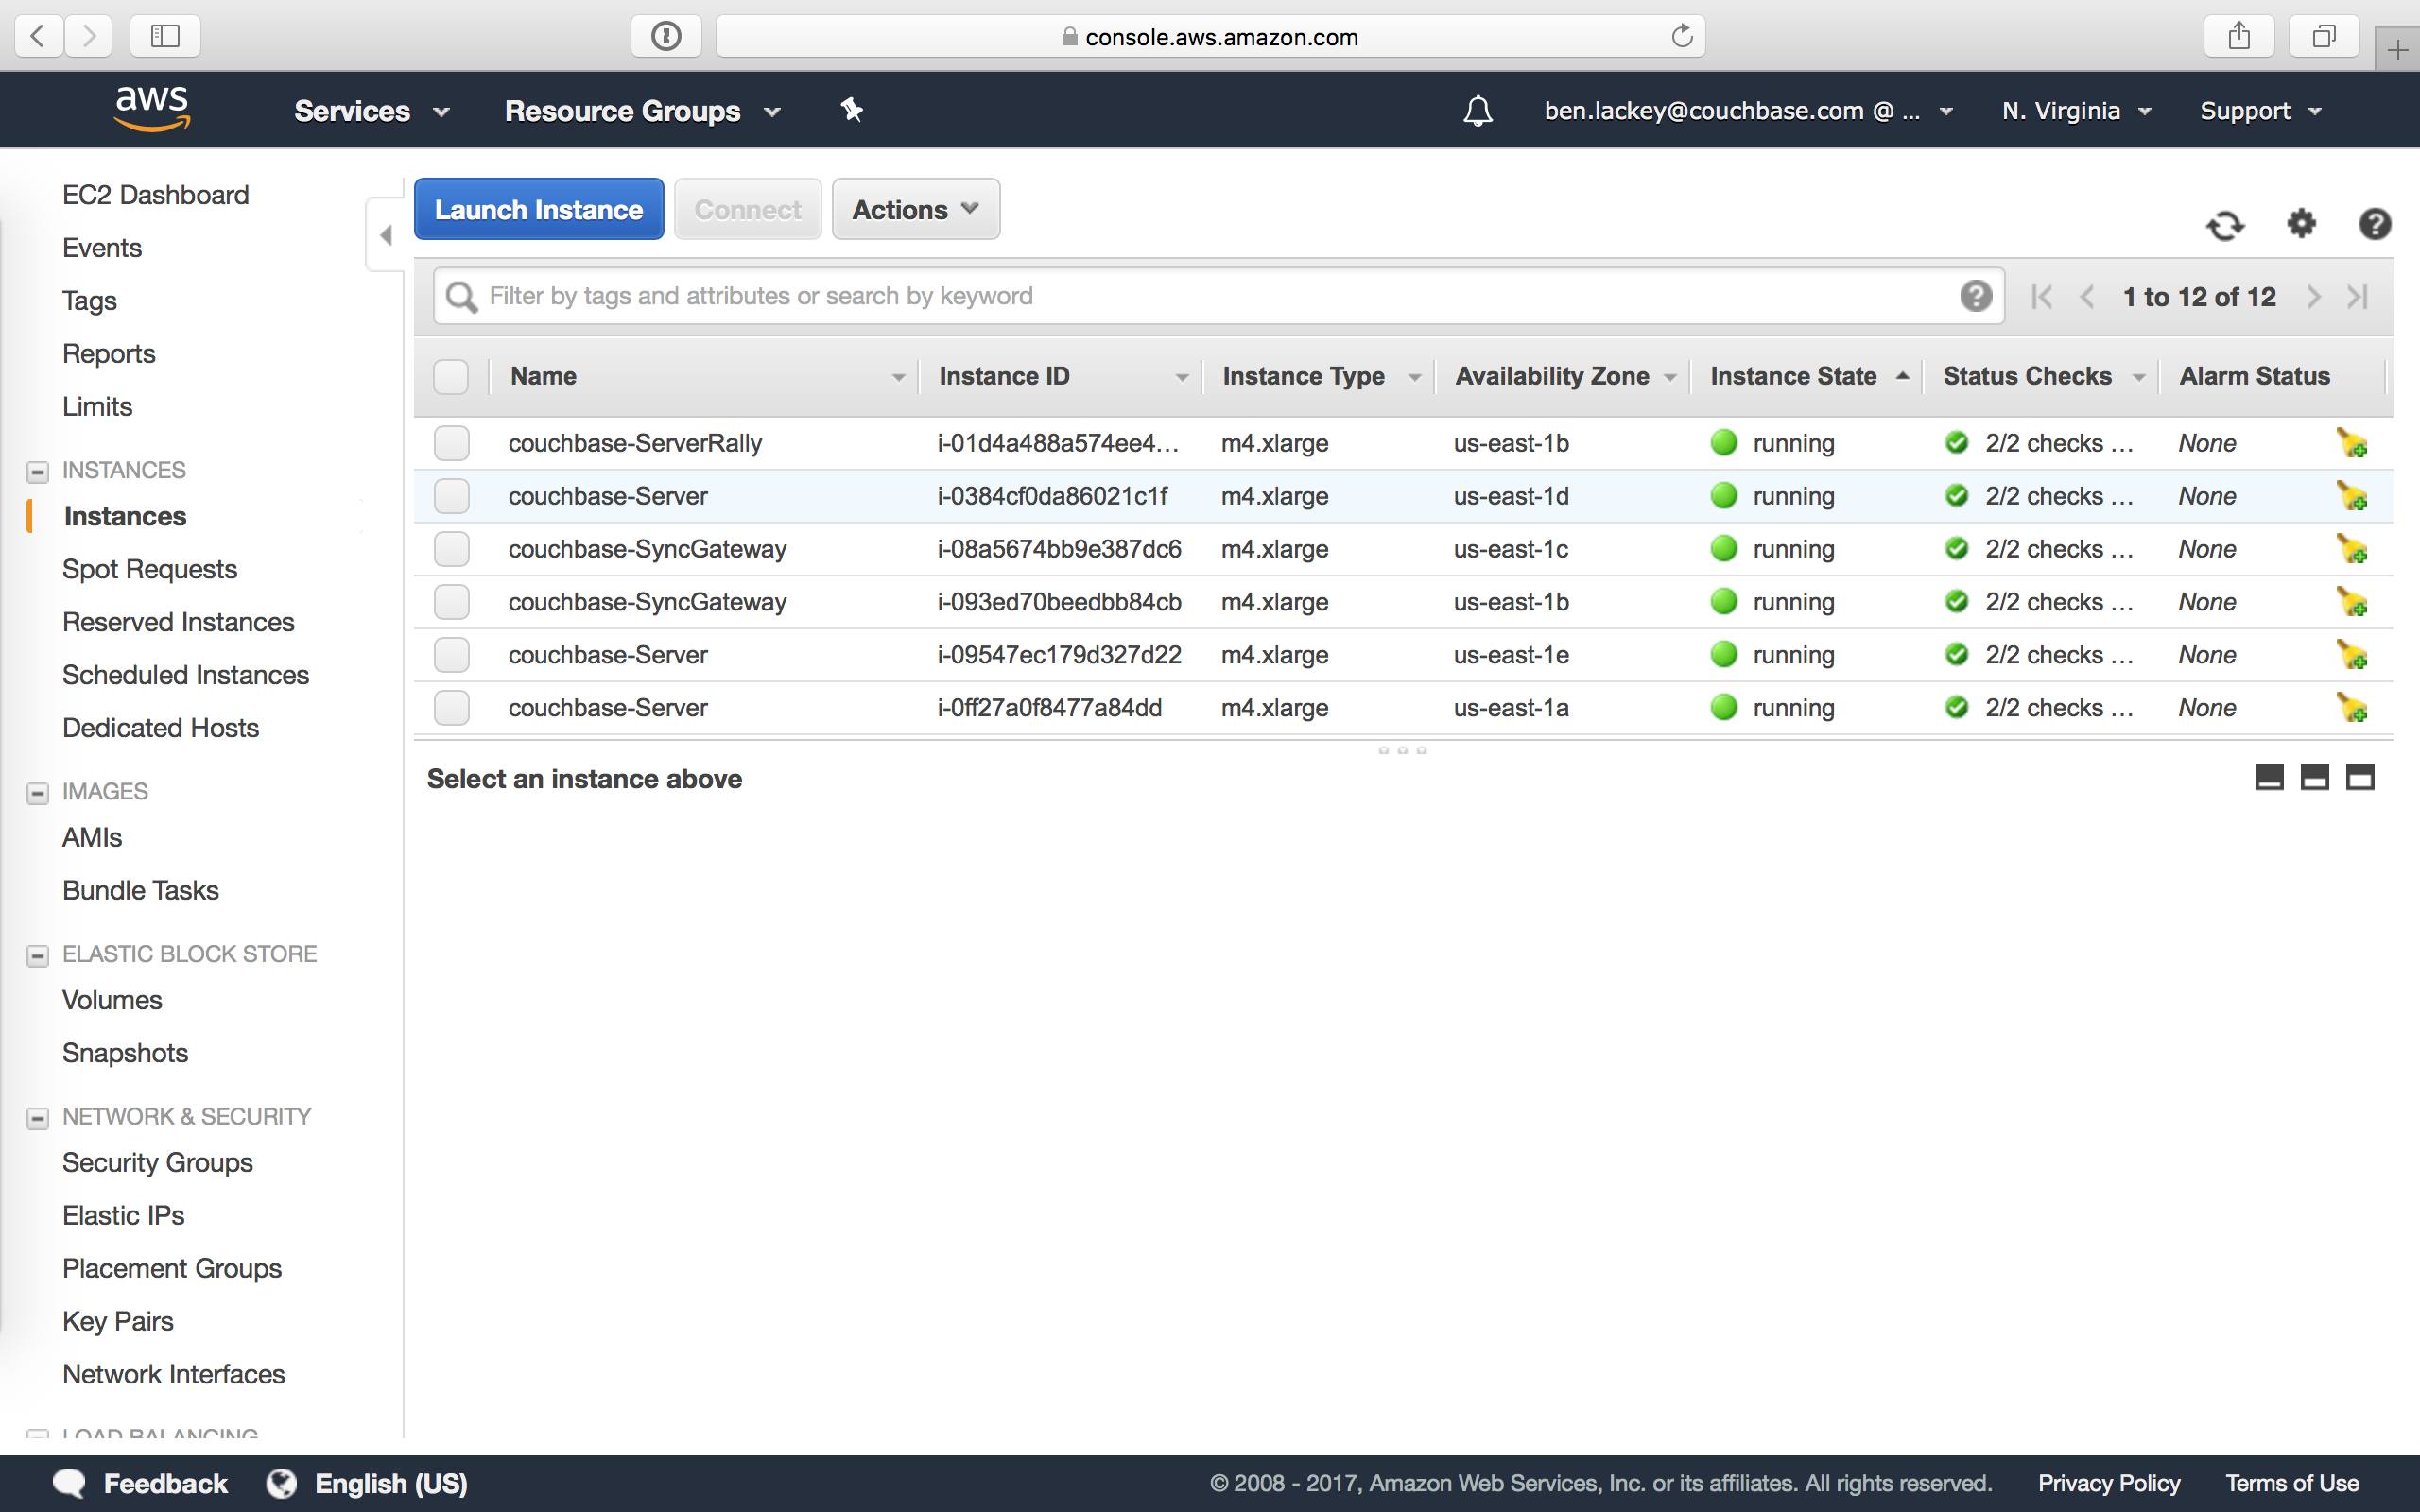 console.aws.amazon.com
aws Services Resource Groups ben.lackey@couchbase.com @ ... N. Virginia Support
EC2 Dashboard
Events
Tags
Reports
Limits
INSTANCES
Instances
Spot Requests
Reserved Instances
Scheduled Instances
Dedicated Hosts
IMAGES
AMIs
Bundle Tasks
ELASTIC BLOCK STORE
Volumes
Snapshots
NETWORK & SECURITY
Security Groups
Elastic IPs
Placement Groups
Key Pairs
Network Interfaces
LOAD BALANCING
Launch Instance Connect Actions
Filter by tags and attributes or search by keyword 1 to 12 of 12
Name Instance ID Instance Type Availability Zone Instance State Status Checks Alarm Status
couchbase-ServerRally i-01d4a488a574ee4... m4.xlarge us-east-1b running 2/2 checks ... None
couchbase-Server i-0384cf0da86021c1f m4.xlarge us-east-1d running 2/2 checks ... None
couchbase-SyncGateway i-08a5674bb9e387dc6 m4.xlarge us-east-1c running 2/2 checks ... None
couchbase-SyncGateway i-093ed70beedbb84cb m4.xlarge us-east-1b running 2/2 checks ... None
couchbase-Server i-09547ec179d327d22 m4.xlarge us-east-1e running 2/2 checks ... None
couchbase-Server i-0ff27a0f8477a84dd m4.xlarge us-east-1a running 2/2 checks ... None
Select an instance above
Feedback English (US) © 2008 - 2017, Amazon Web Services, Inc. or its affiliates. All rights reserved. Privacy Policy Terms of Use